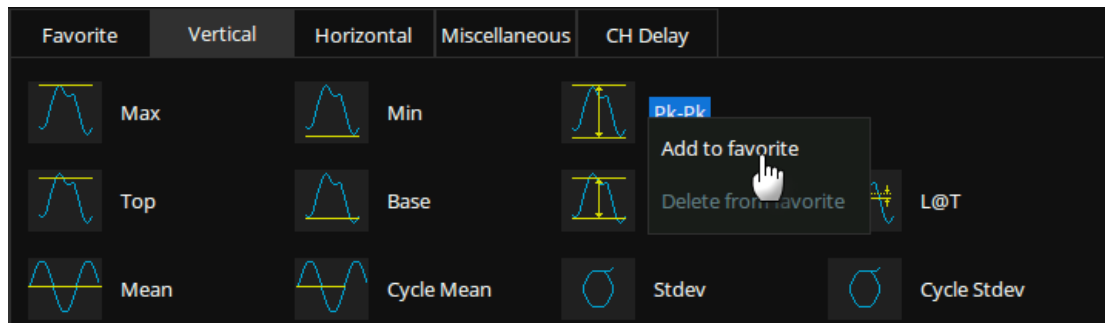 Favorite Vertical Horizontal Miscellaneous CH Delay
Max Min Pk-Pk
Add to favorite
Top Base Delete from favorite L@T
Mean Cycle Mean Stdev Cycle Stdev